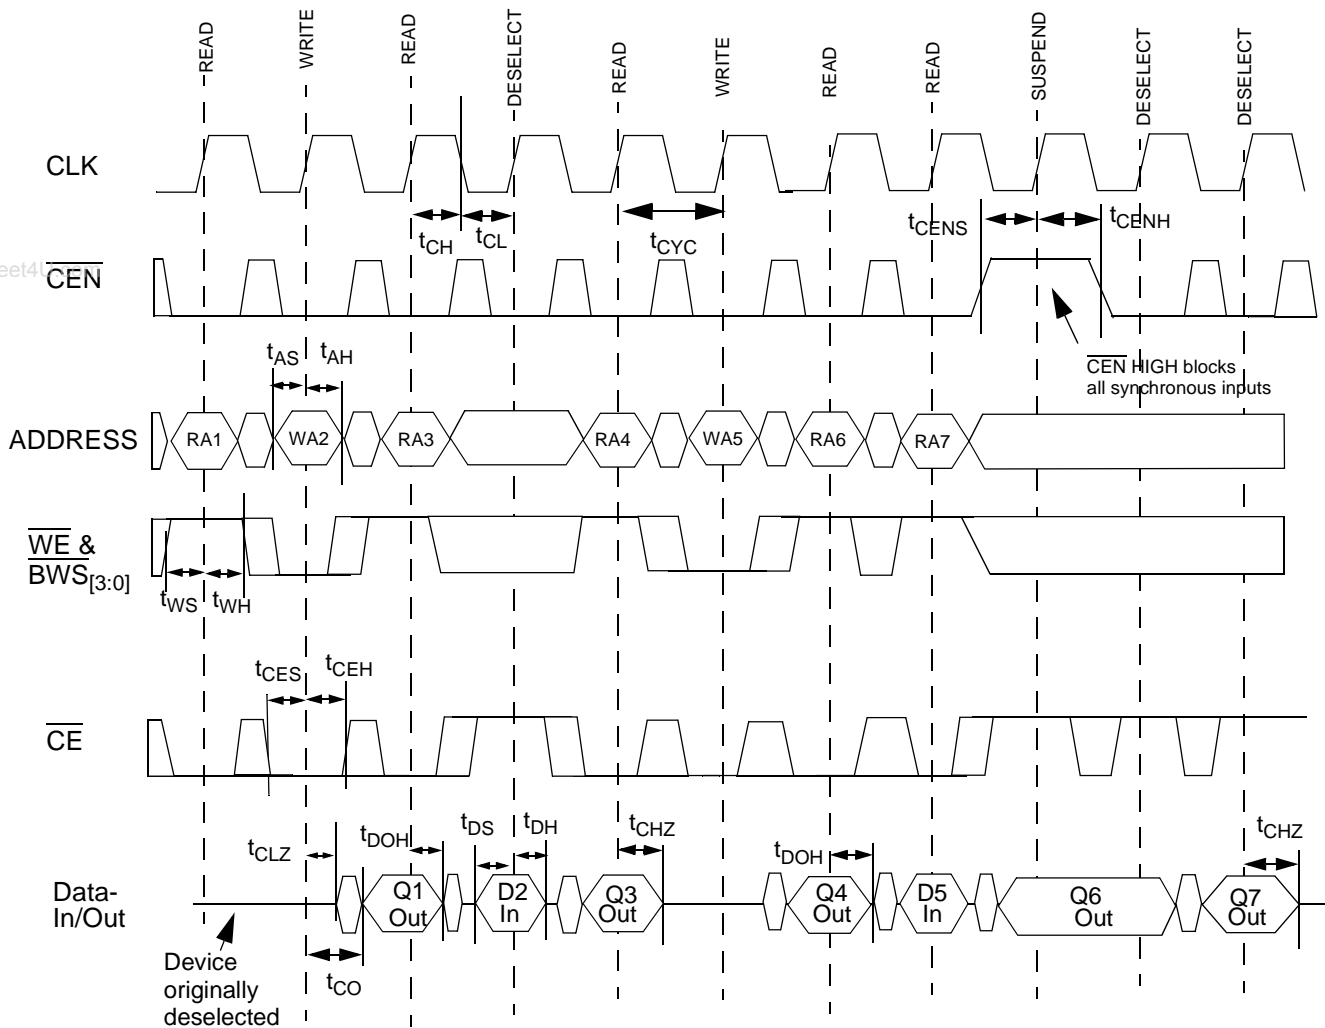 READ
WRITE
READ
DESELECT
READ
WRITE
READ
READ
SUSPEND
DESELECT
DESELECT
CLK
tCH
tCL
tCYC
tCENS
tCENH
eet4U.com
CEN
CEN HIGH blocks
all synchronous inputs
tAS
tAH
ADDRESS
RA1
WA2
RA3
RA4
WA5
RA6
RA7
WE &
BWS[3:0]
tWS
tWH
tCES
tCEH
CE
tCLZ
tDOH
tDS
tDH
tCHZ
tDOH
tCHZ
Data-
In/Out
Q1
Out
D2
In
Q3
Out
Q4
Out
D5
In
Q6
Out
Q7
Out
tCO
Device
originally
deselected